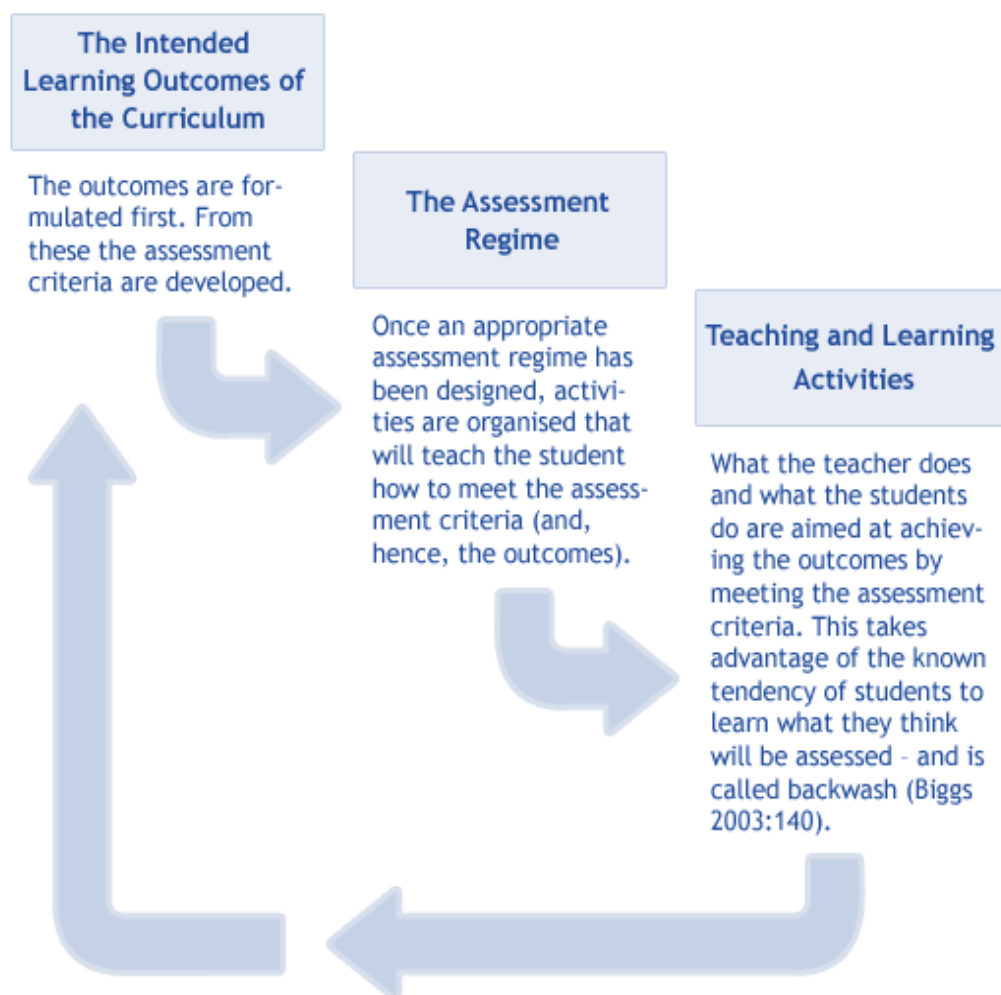 The Intended
Learning Outcomes of
the Curriculum
The outcomes are for-
mulated first. From
these the assessment
criteria are developed.
The Assessment
Regime
Once an appropriate
assessment regime has
been designed, activi-
ties are organised that
will teach the student
how to meet the assess-
ment criteria (and,
hence, the outcomes).
Teaching and Learning
Activities
What the teacher does
and what the students
do are aimed at achiev-
ing the outcomes by
meeting the assessment
criteria. This takes
advantage of the known
tendency of students to
learn what they think
will be assessed – and is
called backwash (Biggs
2003:140).